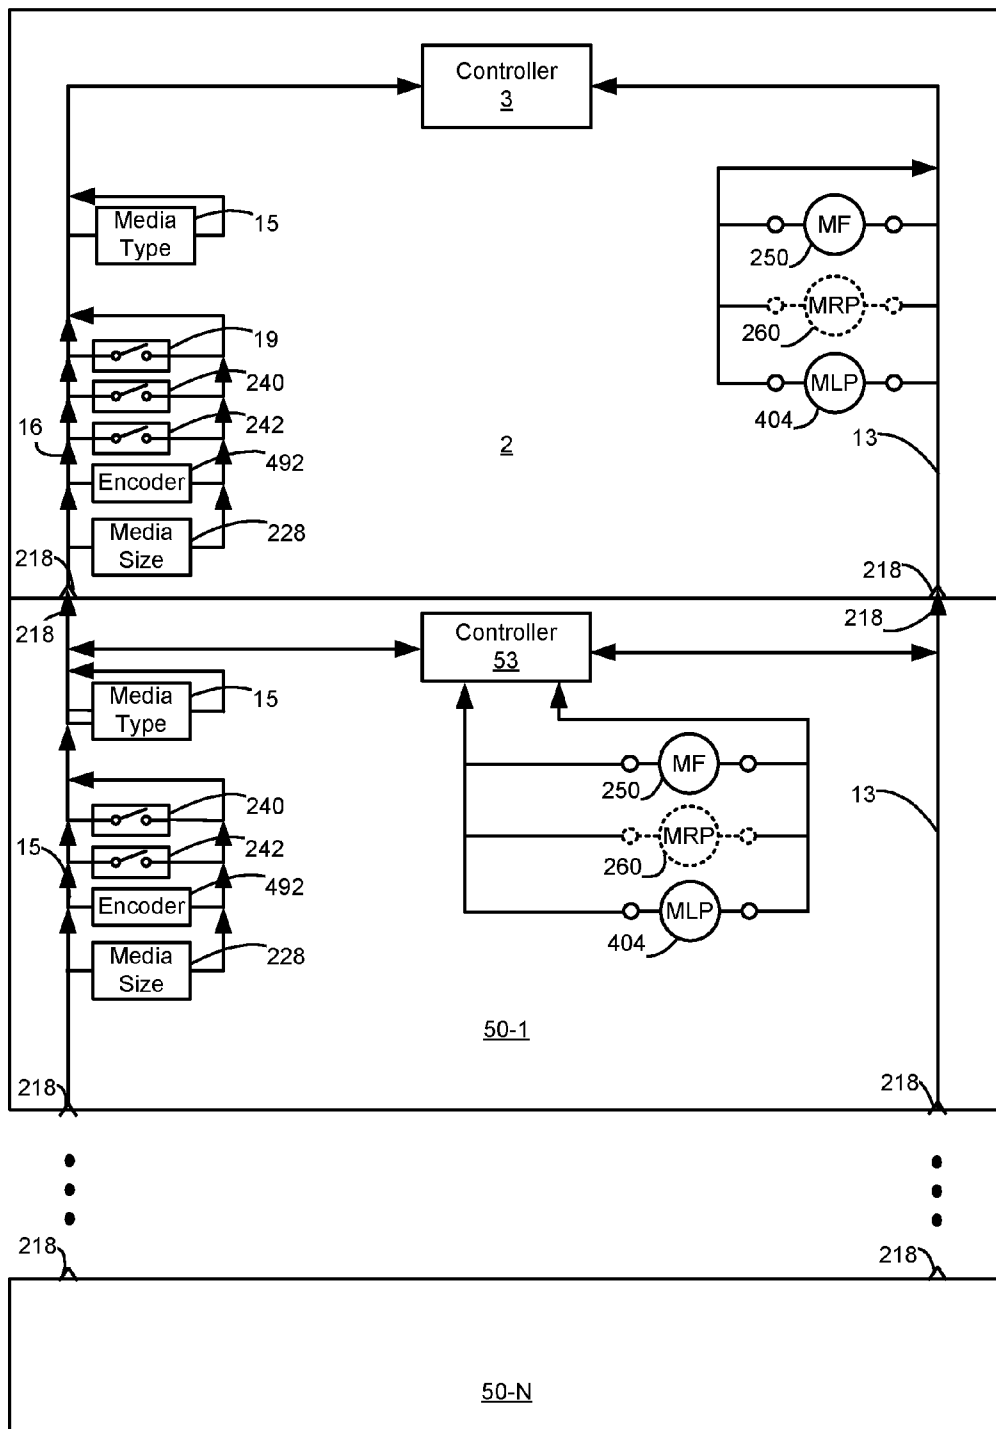 Controller
3
Media
Type
15
MF
250
MRP
260
MLP
404
19
240
242
16
Encoder
492
2
13
Media
Size
228
218
218
218
218
Controller
53
Media
Type
15
MF
250
240
13
MRP
260
242
15
Encoder
492
MLP
404
Media
Size
228
50-1
218
218
218
218
50-N